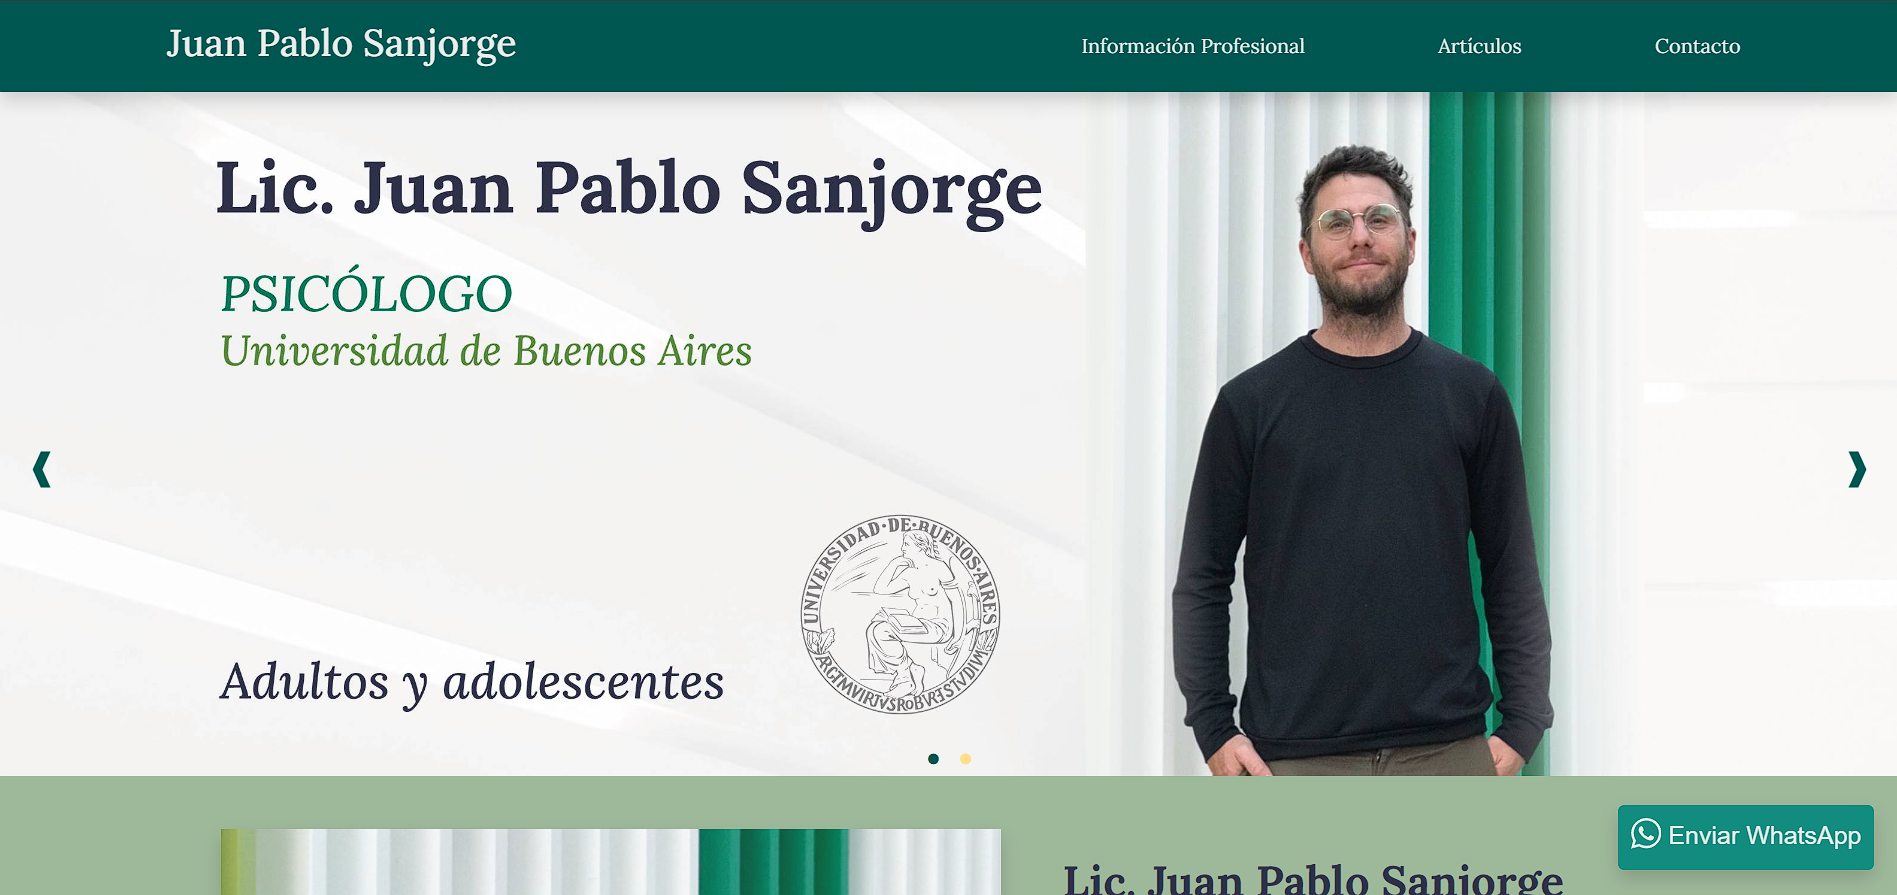 Juan Pablo Sanjorge
Información Profesional
Artículos
Contacto
Lic. Juan Pablo Sanjorge
PSICÓLOGO
Universidad de Buenos Aires
UNIVERSIDAD·DE·BUENOS·AIRES
ARGTMVIRTVSROBVRETSTVDIVM
Adultos y adolescentes
Enviar WhatsApp
Lic. Juan Pablo Sanjorge